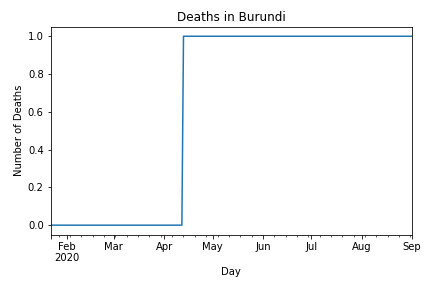 Deaths in Burundi
Number of Deaths
1.0
0.8
0.6
0.4
0.2
0.0
Feb Mar Apr May Jun Jul Aug Sep
2020
Day